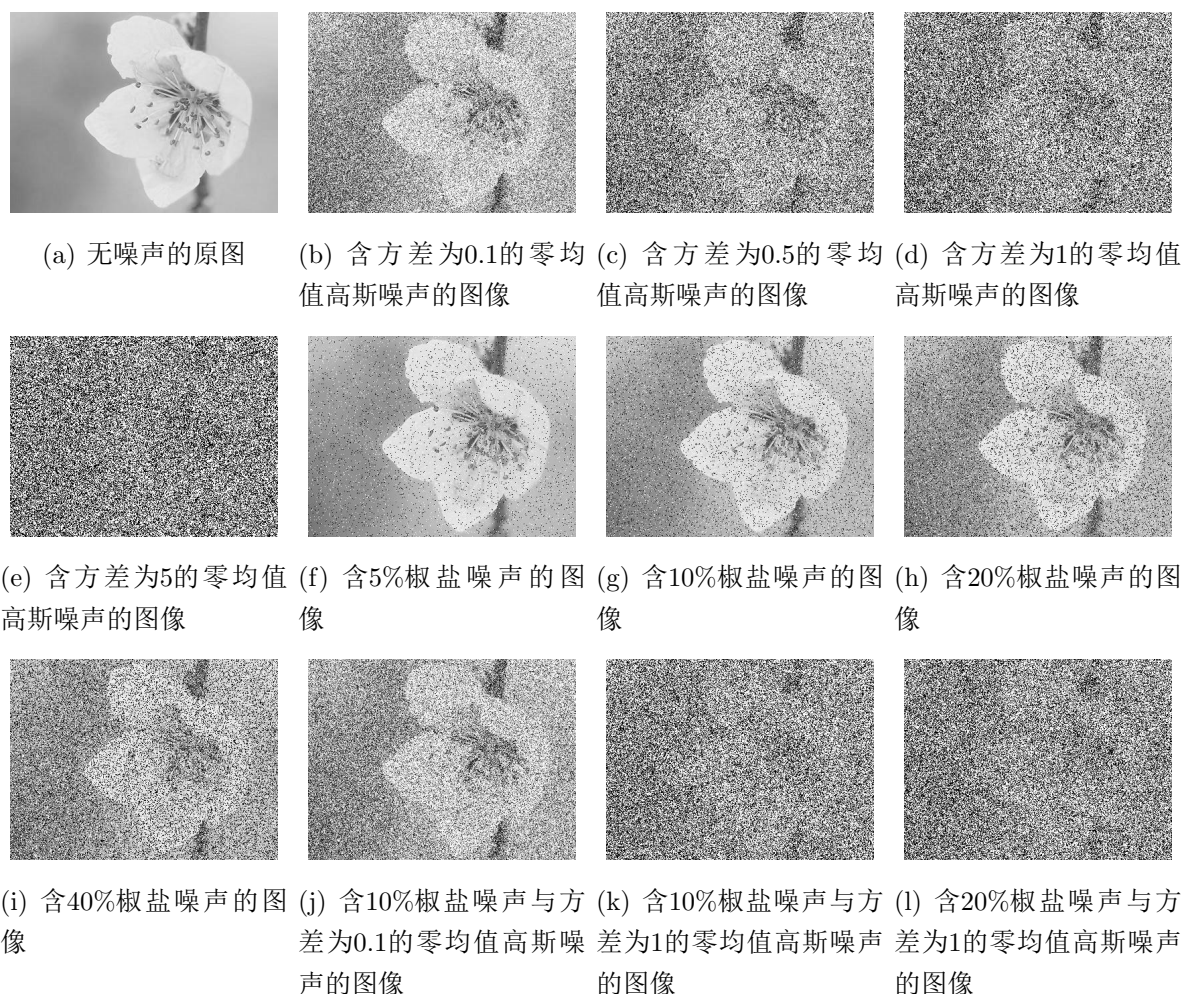 (a) 无噪声的原图
(b) 含方差为0.1的零均
值高斯噪声的图像
(c) 含方差为0.5的零均
值高斯噪声的图像
(d) 含方差为1的零均值
高斯噪声的图像
(e) 含方差为5的零均值
高斯噪声的图像
(f) 含5%椒盐噪声的图
像
(g) 含10%椒盐噪声的图
像
(h) 含20%椒盐噪声的图
像
(i) 含40%椒盐噪声的图
像
(j) 含10%椒盐噪声与方
差为0.1的零均值高斯噪
声的图像
(k) 含10%椒盐噪声与方
差为1的零均值高斯噪声
的图像
(l) 含20%椒盐噪声与方
差为1的零均值高斯噪声
的图像